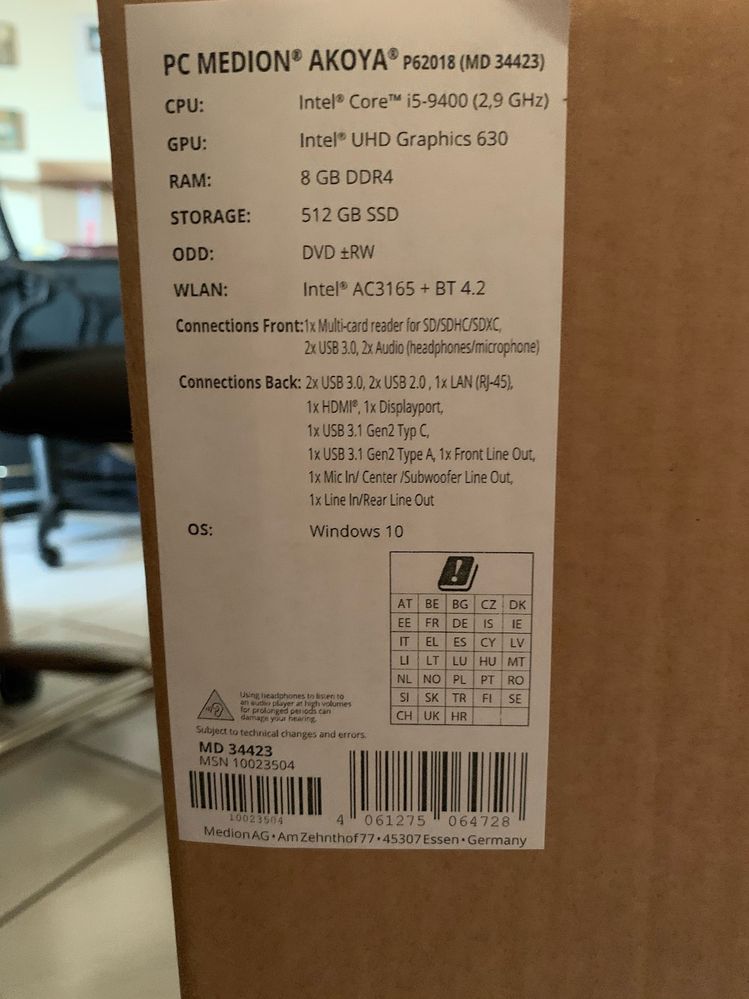 PC MEDION® AKOYA® P62018 (MD 34423)
CPU: Intel® Core™ i5-9400 (2,9 GHz)
GPU: Intel® UHD Graphics 630
RAM: 8 GB DDR4
STORAGE: 512 GB SSD
ODD: DVD ±RW
WLAN: Intel® AC3165 + BT 4.2
Connections Front: 1x Multi-card reader for SD/SDHC/SDXC,
2x USB 3.0, 2x Audio (headphones/microphone)
Connections Back: 2x USB 3.0, 2x USB 2.0 , 1x LAN (RJ-45),
1x HDMI®, 1x Displayport,
1x USB 3.1 Gen2 Typ C,
1x USB 3.1 Gen2 Type A, 1x Front Line Out,
1x Mic In/ Center /Subwoofer Line Out,
1x Line In/Rear Line Out
OS: Windows 10
AT BE BG CZ DK
EE FR DE IS IE
IT EL ES CY LV
LI LT LU HU MT
NL NO PL PT RO
SI SK TR FI SE
CH UK HR
Using headphones to listen to
an audio player at high volumes
for prolonged periods can
damage your hearing.
Subject to technical changes and errors.
MD 34423
MSN 10023504
10023504
4 061275 064728
Medion AG • Am Zehnthof 77 • 45307 Essen • Germany